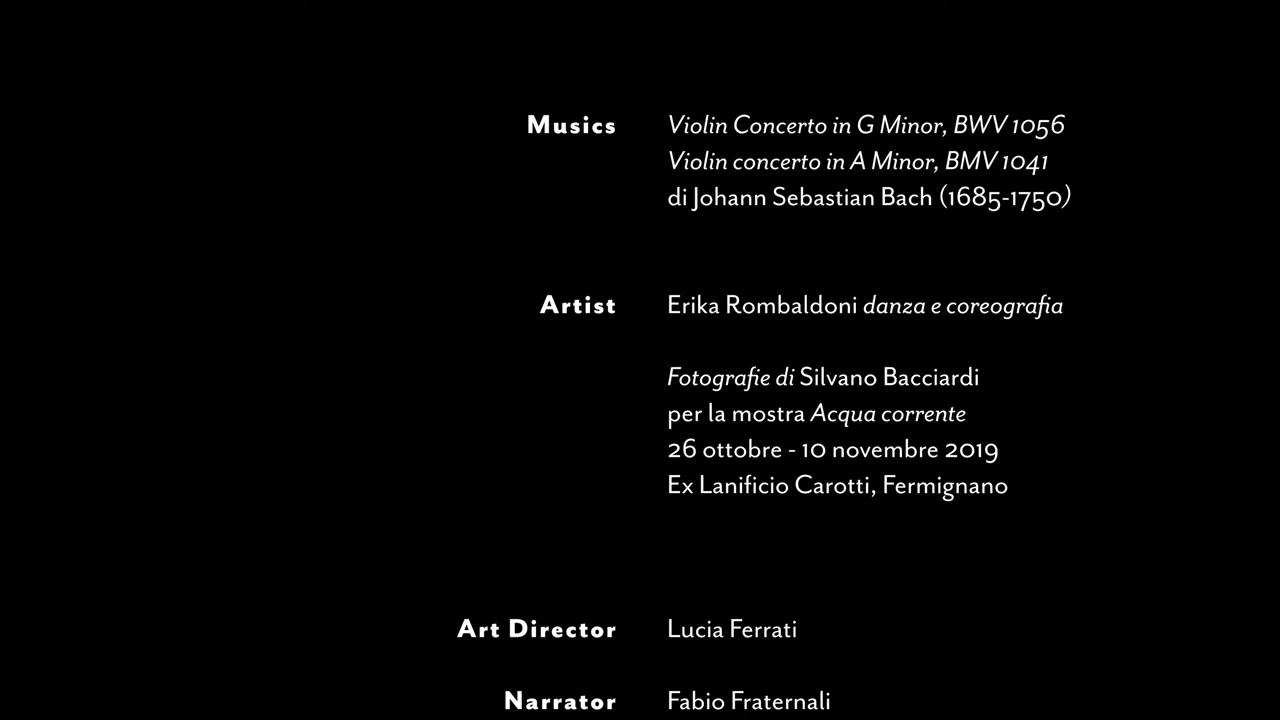 Musics Violin Concerto in G Minor, BWV 1056
Violin concerto in A Minor, BMV 1041
di Johann Sebastian Bach (1685-1750)
Artist Erika Rombaldoni danza e coreografia
Fotografie di Silvano Bacciardi
per la mostra Acqua corrente
26 ottobre - 10 novembre 2019
Ex Lanificio Carotti, Fermignano
Art Director Lucia Ferrati
Narrator Fabio Fraternali